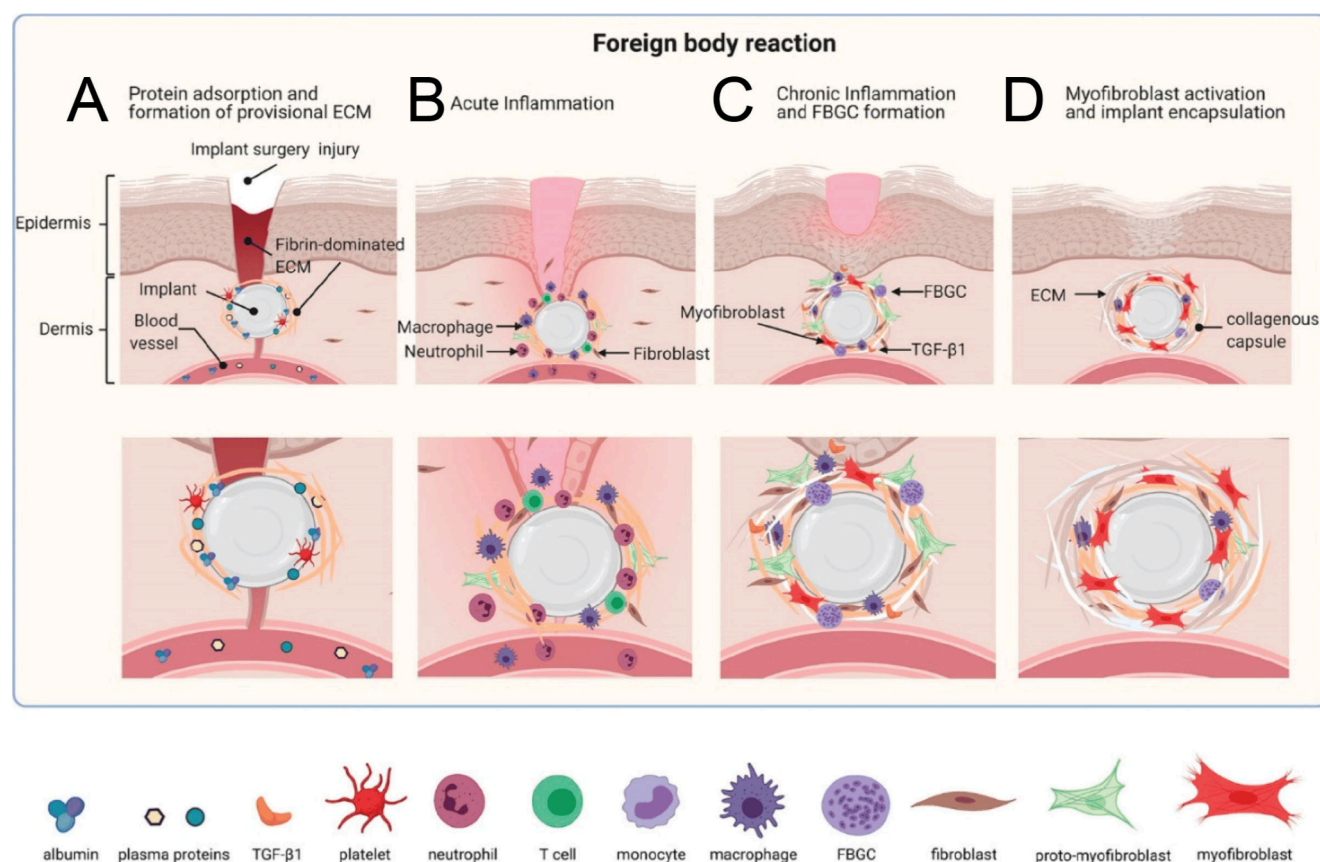 Foreign body reaction
A
Protein adsorption and
formation of provisional ECM
B
Acute Inflammation
C
Chronic Inflammation
and FBGC formation
D
Myofibroblast activation
and implant encapsulation
Implant surgery injury
Epidermis
Fibrin-dominated
ECM
Implant
Dermis
Blood
vessel
Macrophage
Neutrophil
Fibroblast
FBGC
Myofibroblast
TGF-β1
ECM
collagenous
capsule
albumin
plasma proteins
TGF-β1
platelet
neutrophil
T cell
monocyte
macrophage
FBGC
fibroblast
proto-myofibroblast
myofibroblast